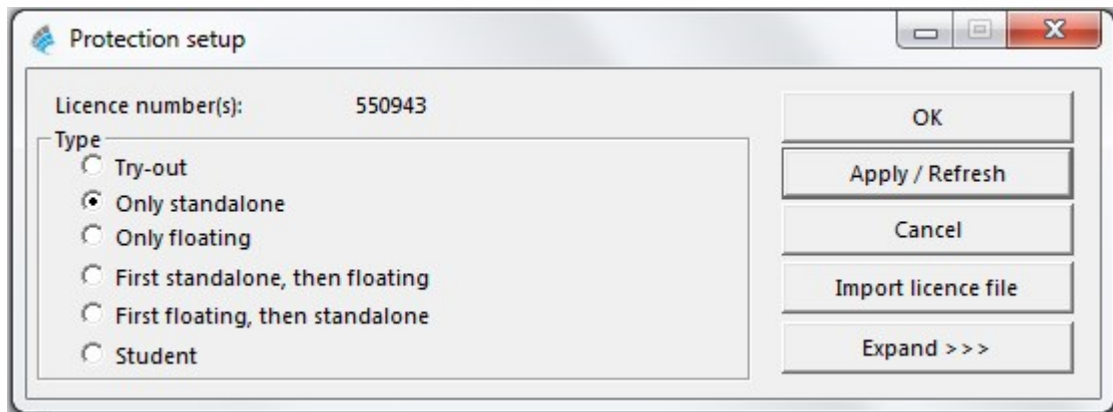 Protection setup
Licence number(s): 550943
Type
Try-out
Only standalone
Only floating
First standalone, then floating
First floating, then standalone
Student
OK
Apply / Refresh
Cancel
Import licence file
Expand >>>